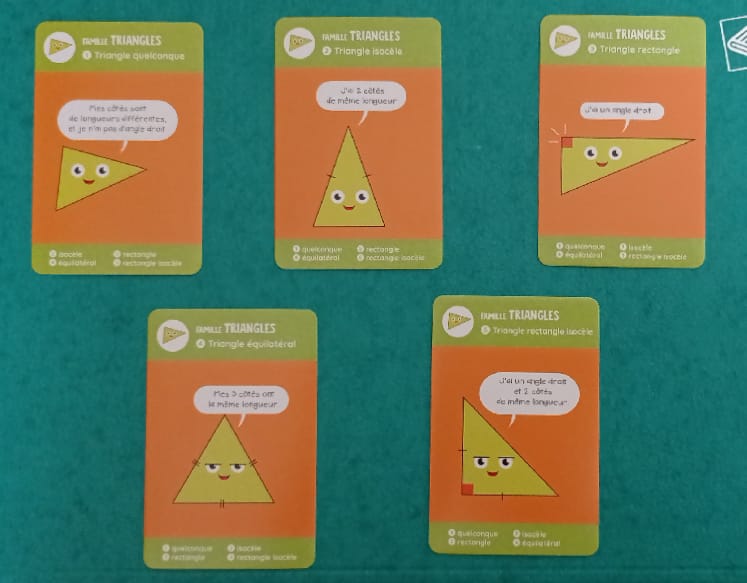 FAMILLE TRIANGLES
1 Triangle quelconque
Mes côtés sont
de longueurs différentes,
et je n'ai pas d'angle droit
2 isocèle
3 rectangle
4 équilatéral
5 rectangle isocèle
FAMILLE TRIANGLES
2 Triangle isocèle
J'ai 2 côtés
de même longueur
1 quelconque
3 rectangle
4 équilatéral
5 rectangle isocèle
FAMILLE TRIANGLES
3 Triangle rectangle
J'ai un angle droit
1 quelconque
2 isocèle
4 équilatéral
5 rectangle isocèle
FAMILLE TRIANGLES
4 Triangle équilatéral
Mes 3 côtés ont
la même longueur
1 quelconque
2 isocèle
3 rectangle
5 rectangle isocèle
FAMILLE TRIANGLES
5 Triangle rectangle isocèle
J'ai un angle droit
et 2 côtés
de même longueur
1 quelconque
2 isocèle
3 rectangle
4 équilatéral